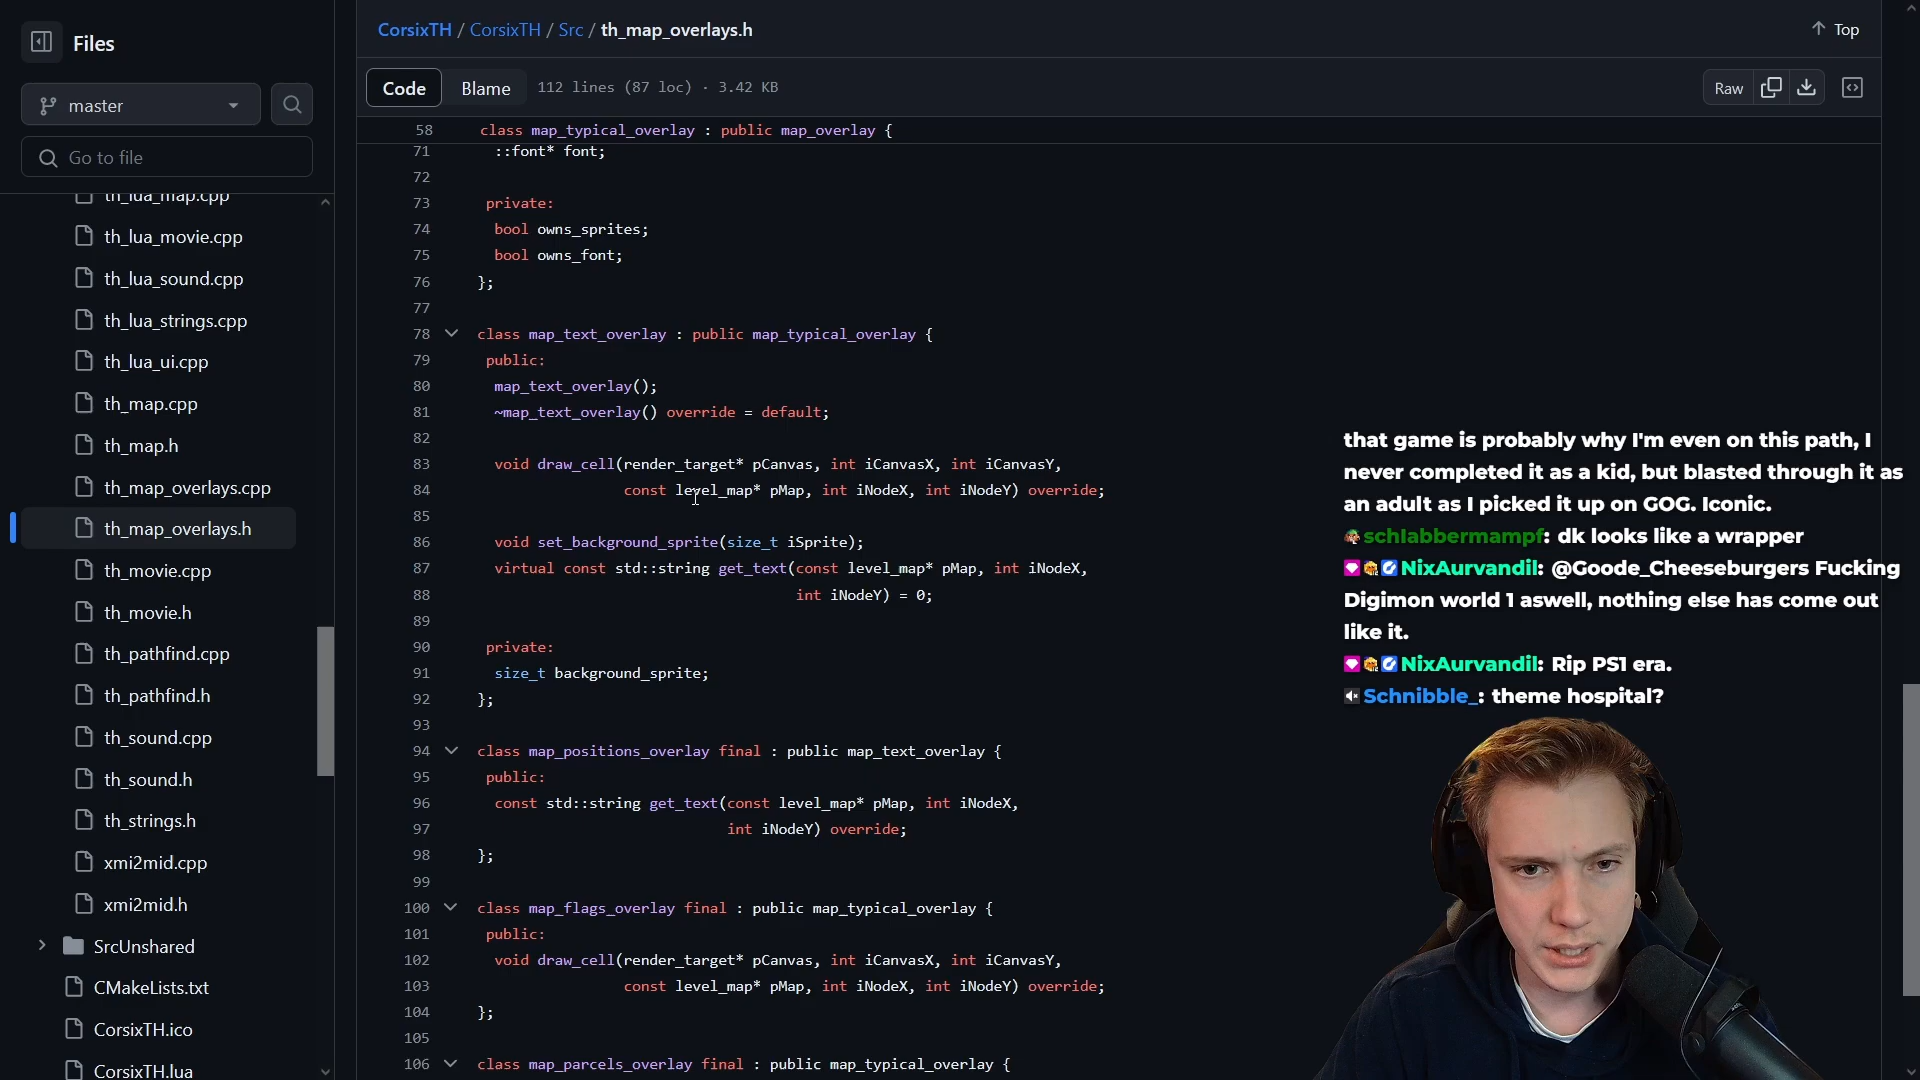 Files
master
Go to file
th_lua_map.cpp
th_lua_movie.cpp
th_lua_sound.cpp
th_lua_strings.cpp
th_lua_ui.cpp
th_map.cpp
th_map.h
th_map_overlays.cpp
th_map_overlays.h
th_movie.cpp
th_movie.h
th_pathfind.cpp
th_pathfind.h
th_sound.cpp
th_sound.h
th_strings.h
xmi2mid.cpp
xmi2mid.h
SrcUnshared
CMakeLists.txt
CorsixTH.ico
CorsixTH.lua
CorsixTH / CorsixTH / Src / th_map_overlays.h
Top
Code Blame 112 lines (87 loc) · 3.42 KB
Raw
58 class map_typical_overlay : public map_overlay {
71 ::font* font;
72
73 private:
74 bool owns_sprites;
75 bool owns_font;
76 };
77
78 class map_text_overlay : public map_typical_overlay {
79 public:
80 map_text_overlay();
81 ~map_text_overlay() override = default;
82
83 void draw_cell(render_target* pCanvas, int iCanvasX, int iCanvasY,
84 const level_map* pMap, int iNodeX, int iNodeY) override;
85
86 void set_background_sprite(size_t iSprite);
87 virtual const std::string get_text(const level_map* pMap, int iNodeX,
88 int iNodeY) = 0;
89
90 private:
91 size_t background_sprite;
92 };
93
94 class map_positions_overlay final : public map_text_overlay {
95 public:
96 const std::string get_text(const level_map* pMap, int iNodeX,
97 int iNodeY) override;
98 };
99
100 class map_flags_overlay final : public map_typical_overlay {
101 public:
102 void draw_cell(render_target* pCanvas, int iCanvasX, int iCanvasY,
103 const level_map* pMap, int iNodeX, int iNodeY) override;
104 };
105
106 class map_parcels_overlay final : public map_typical_overlay {
that game is probably why I'm even on this path, I
never completed it as a kid, but blasted through it as
an adult as I picked it up on GOG. Iconic.
schlabbermampf: dk looks like a wrapper
NixAurvandil: @Goode_Cheeseburgers Fucking
Digimon world 1 aswell, nothing else has come out
like it.
NixAurvandil: Rip PS1 era.
Schnibble_: theme hospital?